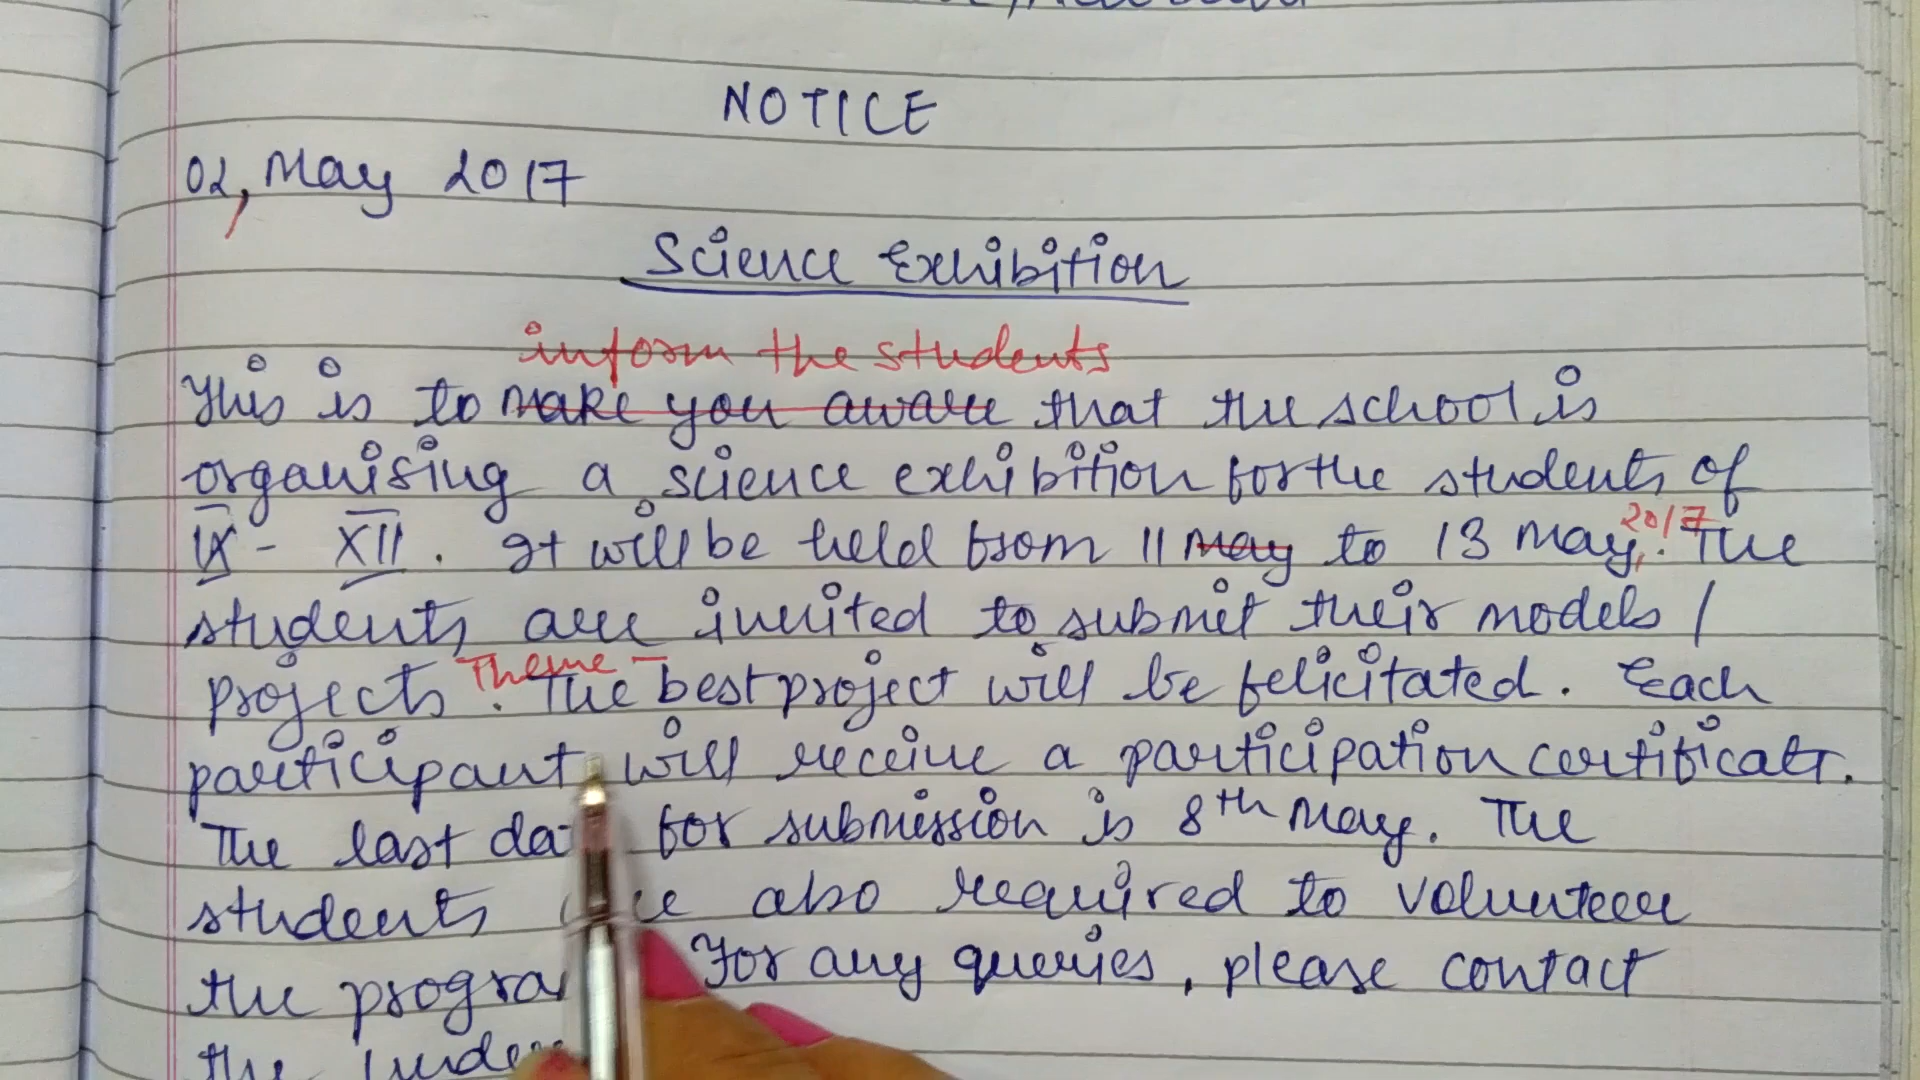 NOTICE
02, May 2017
Science Exhibition
inform the students
This is to make you aware that the school is
organising a science exhibition for the students of
IX - XII. It will be held from 11 May to 13 May, 2017. The
students are invited to submit their models /
projects. Theme - The best project will be felicitated. Each
participant will receive a participation certificate.
The last da for submission is 8th May. The
students also required to volunteer
the progra For any queries, please contact
the